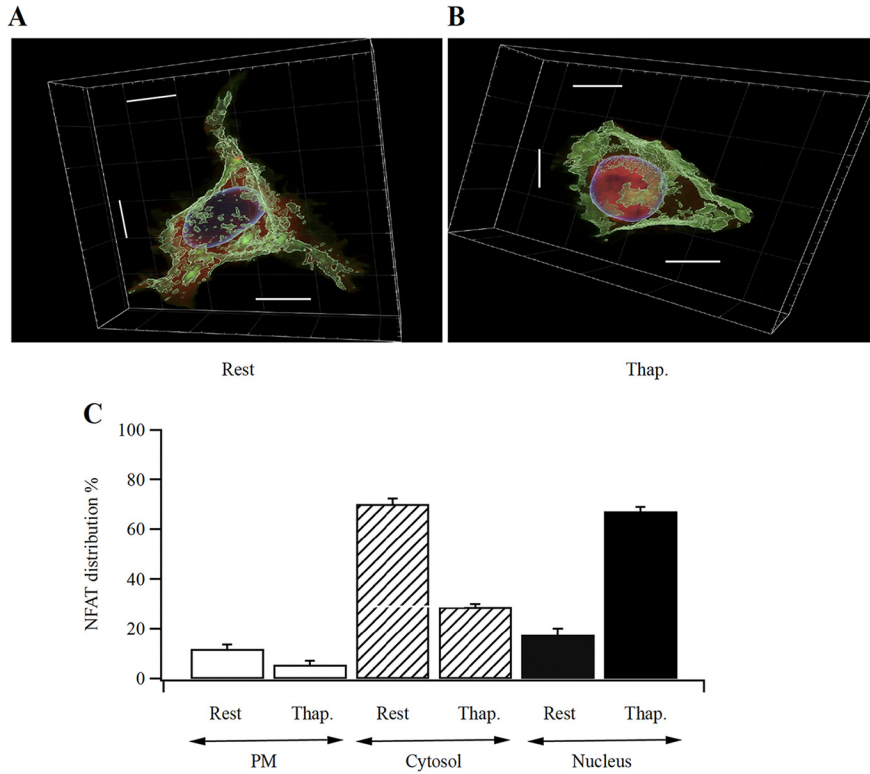 A B
Rest Thap.
C
100
80
60
40
20
0
NFAT distribution %
Rest Thap. Rest Thap. Rest Thap.
PM Cytosol Nucleus